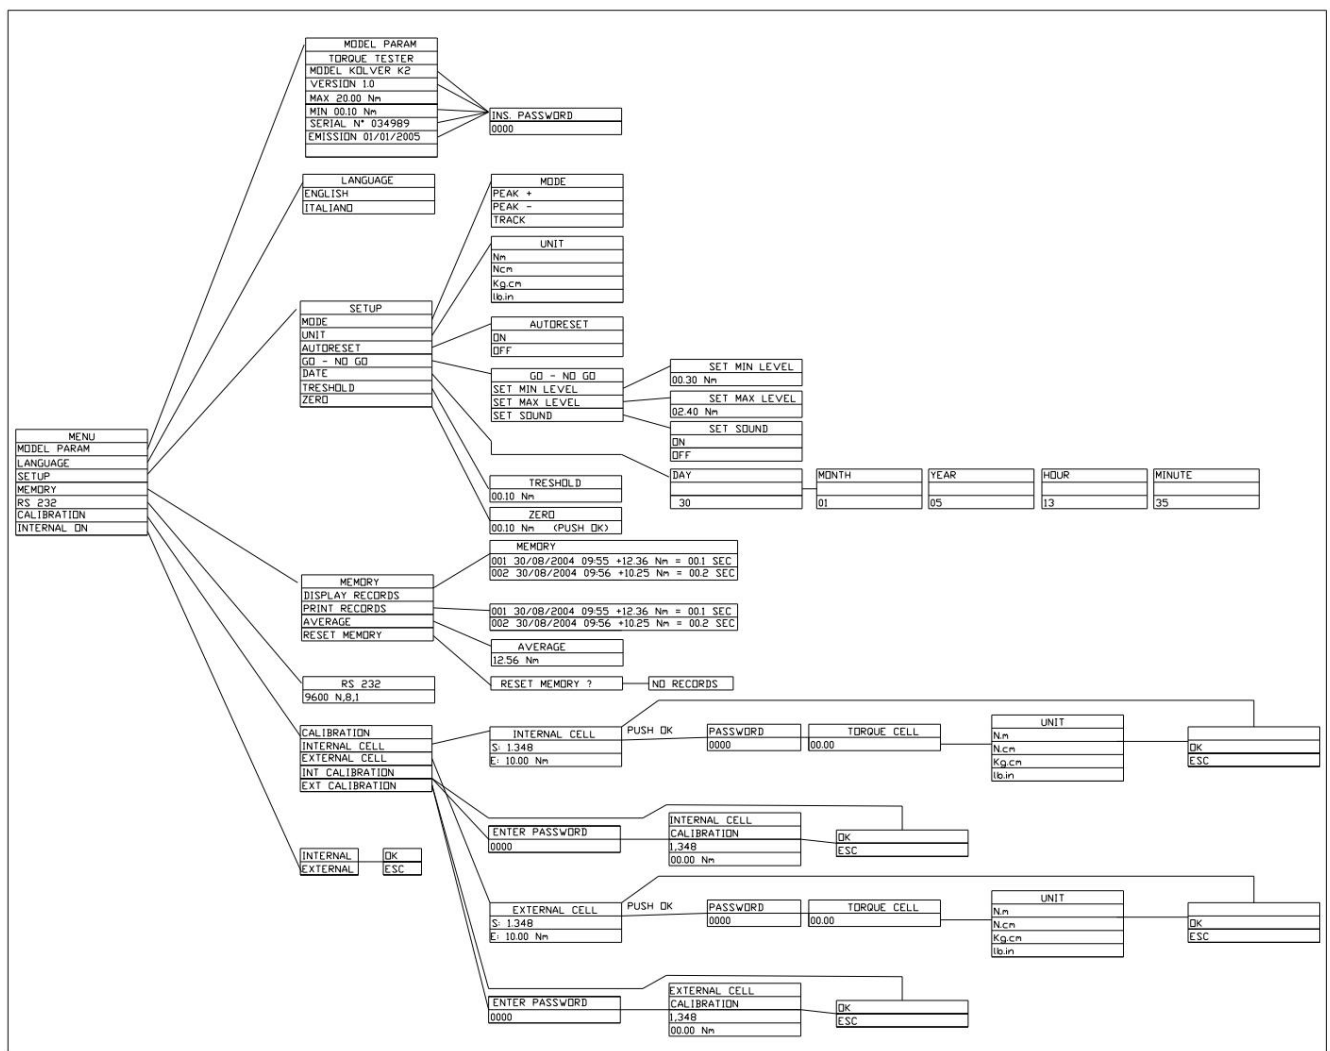 MODEL PARAM
TORQUE TESTER
MODEL KOLVER K2
VERSION 1.0
MAX 20.00 Nm
MIN 00.10 Nm
SERIAL N° 034989
EMISSION 01/01/2005
INS. PASSWORD
0000
LANGUAGE
ENGLISH
ITALIANO
MODE
PEAK +
PEAK -
TRACK
UNIT
Nm
Ncm
Kg.cm
lb.in
SETUP
MODE
UNIT
AUTORESET
GO - NO GO
DATE
TRESHOLD
ZERO
AUTORESET
ON
OFF
GO - NO GO
SET MIN LEVEL
SET MAX LEVEL
SET SOUND
SET MIN LEVEL
00.30 Nm
SET MAX LEVEL
02.40 Nm
SET SOUND
ON
OFF
MENU
MODEL PARAM
LANGUAGE
SETUP
MEMORY
RS 232
CALIBRATION
INTERNAL ON
DAY MONTH YEAR HOUR MINUTE
30 01 05 13 35
TRESHOLD
00.10 Nm
ZERO
00.10 Nm (PUSH OK)
MEMORY
001 30/08/2004 09:55 +12.36 Nm = 00.1 SEC
002 30/08/2004 09:56 +10.25 Nm = 00.2 SEC
MEMORY
DISPLAY RECORDS
PRINT RECORDS
AVERAGE
RESET MEMORY
001 30/08/2004 09:55 +12.36 Nm = 00.1 SEC
002 30/08/2004 09:56 +10.25 Nm = 00.2 SEC
AVERAGE
12.56 Nm
RESET MEMORY ?
NO RECORDS
RS 232
9600 N,8,1
CALIBRATION
INTERNAL CELL
EXTERNAL CELL
INT CALIBRATION
EXT CALIBRATION
INTERNAL CELL
S: 1.348
E: 10.00 Nm
PUSH OK
PASSWORD
0000
TORQUE CELL
00.00
UNIT
N.m
N.cm
Kg.cm
lb.in
OK
ESC
ENTER PASSWORD
0000
INTERNAL CELL
CALIBRATION
1,348
00.00 Nm
OK
ESC
INTERNAL OK
EXTERNAL ESC
EXTERNAL CELL
S: 1.348
E: 10.00 Nm
PUSH OK
PASSWORD
0000
TORQUE CELL
00.00
UNIT
N.m
N.cm
Kg.cm
lb.in
OK
ESC
ENTER PASSWORD
0000
EXTERNAL CELL
CALIBRATION
1,348
00.00 Nm
OK
ESC